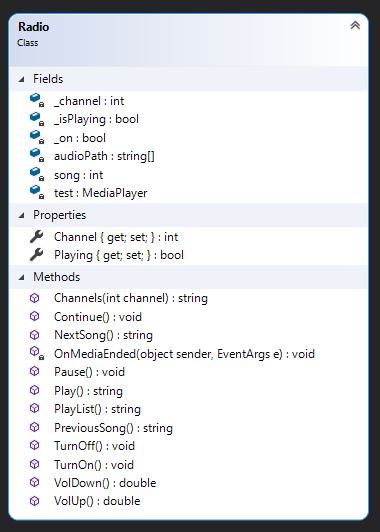 Radio
Class
Fields
_channel : int
_isPlaying : bool
_on : bool
audioPath : string[]
song : int
test : MediaPlayer
Properties
Channel { get; set; } : int
Playing { get; set; } : bool
Methods
Channels(int channel) : string
Continue() : void
NextSong() : string
OnMediaEnded(object sender, EventArgs e) : void
Pause() : void
Play() : string
PlayList() : string
PreviousSong() : string
TurnOff() : void
TurnOn() : void
VolDown() : double
VolUp() : double